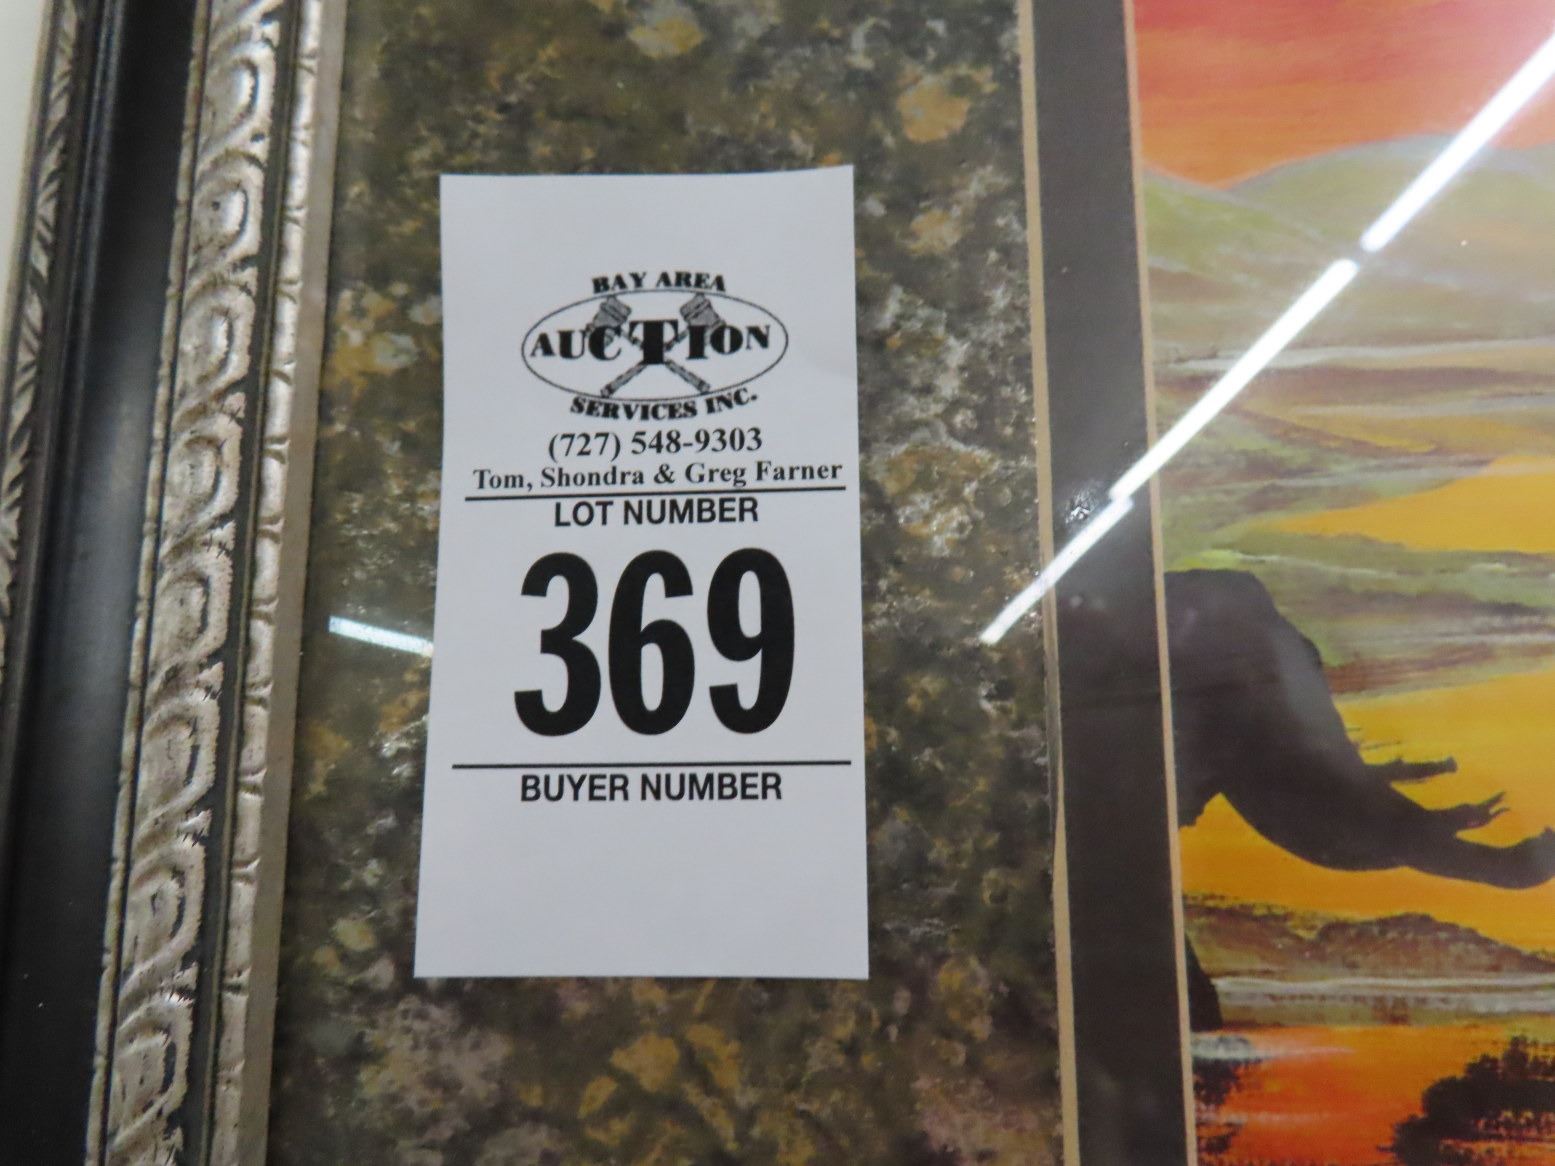 BAY AREA
AUCTION
SERVICES INC.
(727) 548-9303
Tom, Shondra & Greg Farner
LOT NUMBER
369
BUYER NUMBER